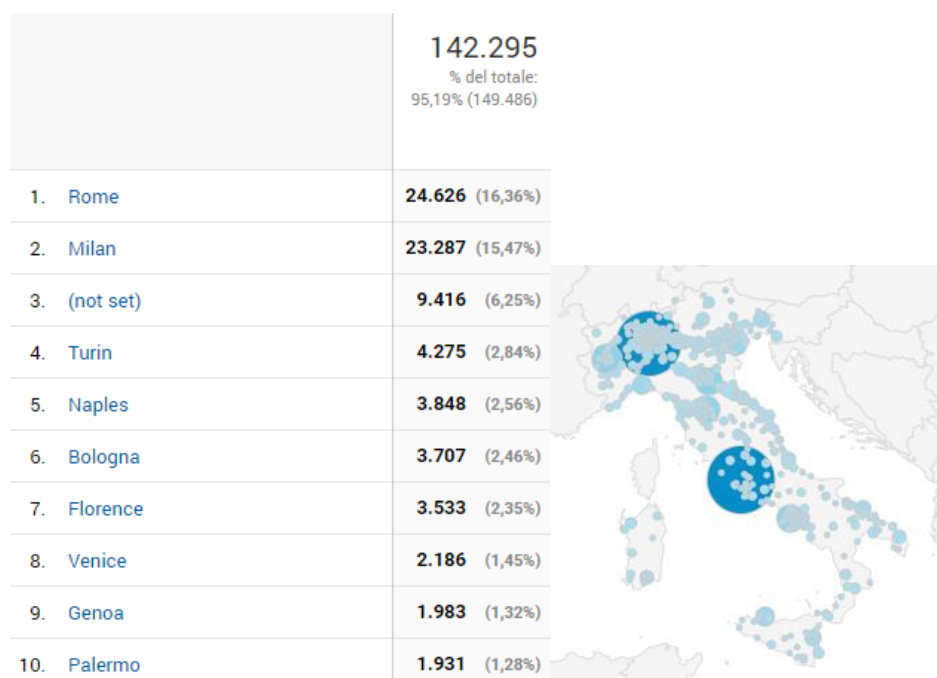 142.295
% del totale:
95,19% (149.486)
1. Rome 24.626 (16,36%)
2. Milan 23.287 (15,47%)
3. (not set) 9.416 (6,25%)
4. Turin 4.275 (2,84%)
5. Naples 3.848 (2,56%)
6. Bologna 3.707 (2,46%)
7. Florence 3.533 (2,35%)
8. Venice 2.186 (1,45%)
9. Genoa 1.983 (1,32%)
10. Palermo 1.931 (1,28%)